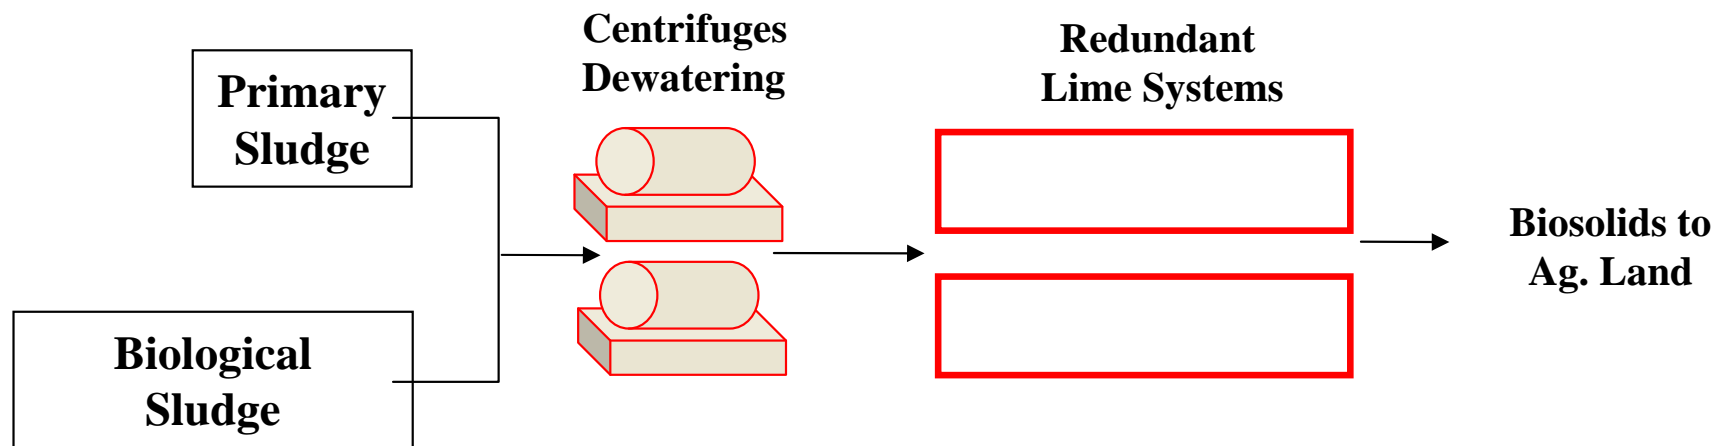 Primary
Sludge
Biological
Sludge
Centrifuges
Dewatering
Redundant
Lime Systems
Biosolids to
Ag. Land